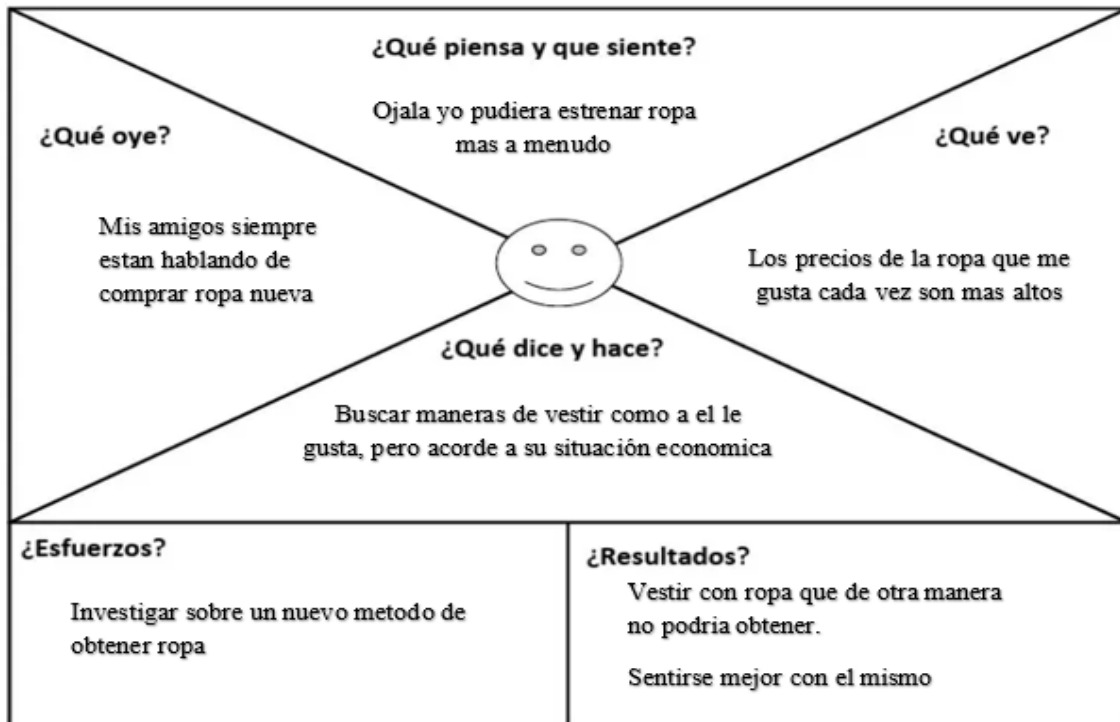 ¿Qué piensa y que siente?
Ojala yo pudiera estrenar ropa
mas a menudo
¿Qué oye?
Mis amigos siempre
estan hablando de
comprar ropa nueva
¿Qué ve?
Los precios de la ropa que me
gusta cada vez son mas altos
¿Qué dice y hace?
Buscar maneras de vestir como a el le
gusta, pero acorde a su situación economica
¿Esfuerzos?
Investigar sobre un nuevo metodo de
obtener ropa
¿Resultados?
Vestir con ropa que de otra manera
no podria obtener.
Sentirse mejor con el mismo